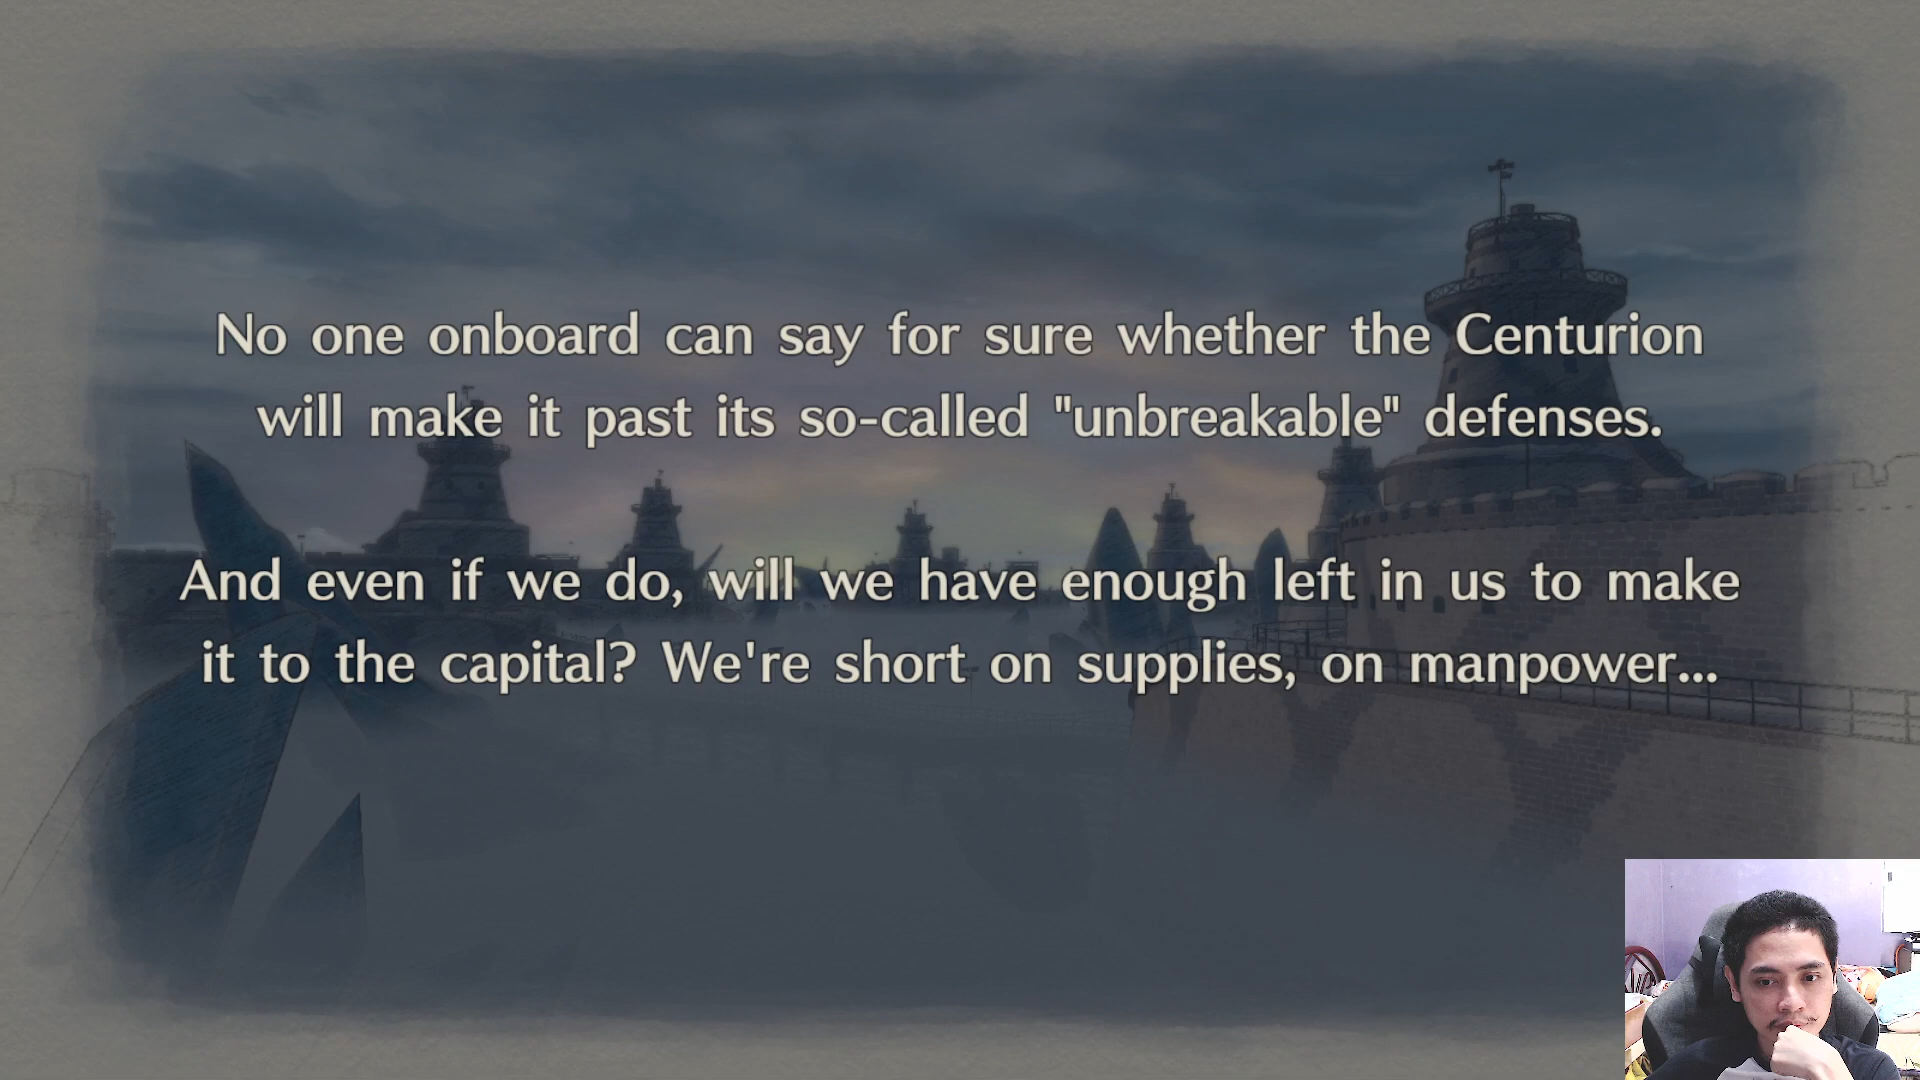 No one onboard can say for sure whether the Centurion
will make it past its so-called "unbreakable" defenses.
And even if we do, will we have enough left in us to make
it to the capital? We're short on supplies, on manpower...